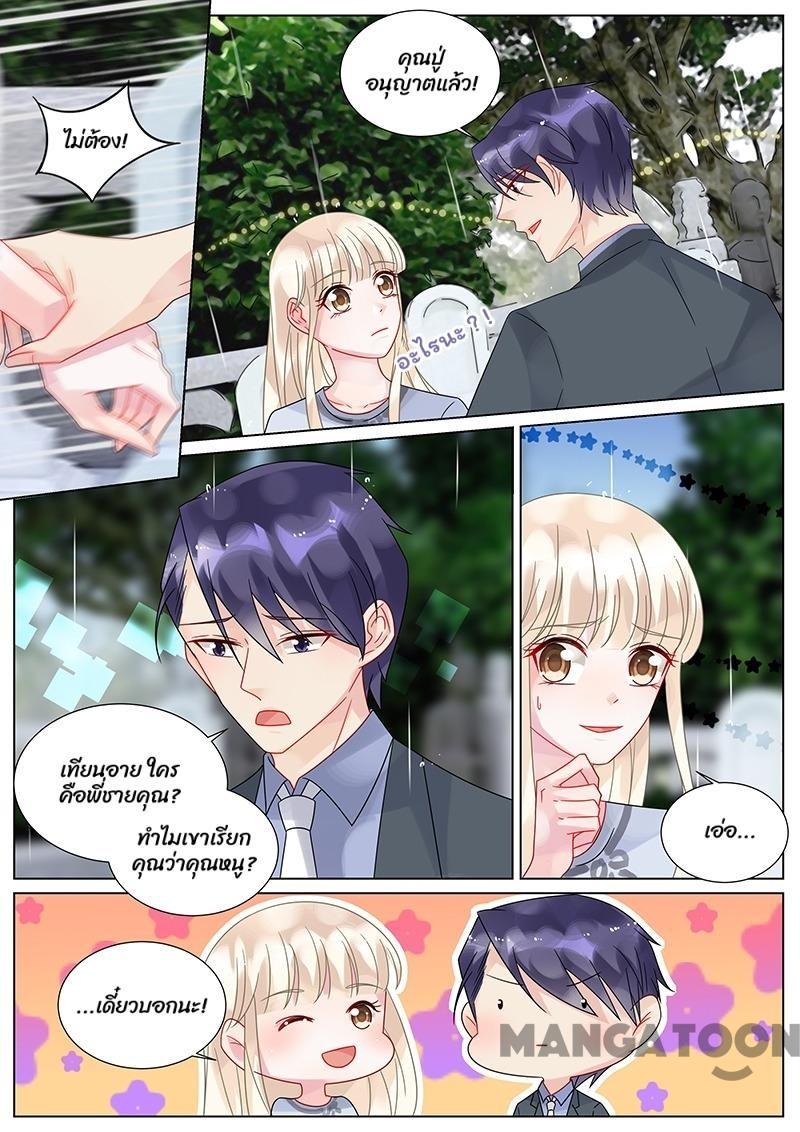 ไม่ต้อง!
คุณปู่
อนุญาตแล้ว!
อะไรนะ?!
เทียนอาย ใคร
คือพี่ชายคุณ?
ทำไมเขาเรียก
คุณว่าคุณหนู?
เอ่อ...
...เดี๋ยวบอกนะ!
MANGATOON